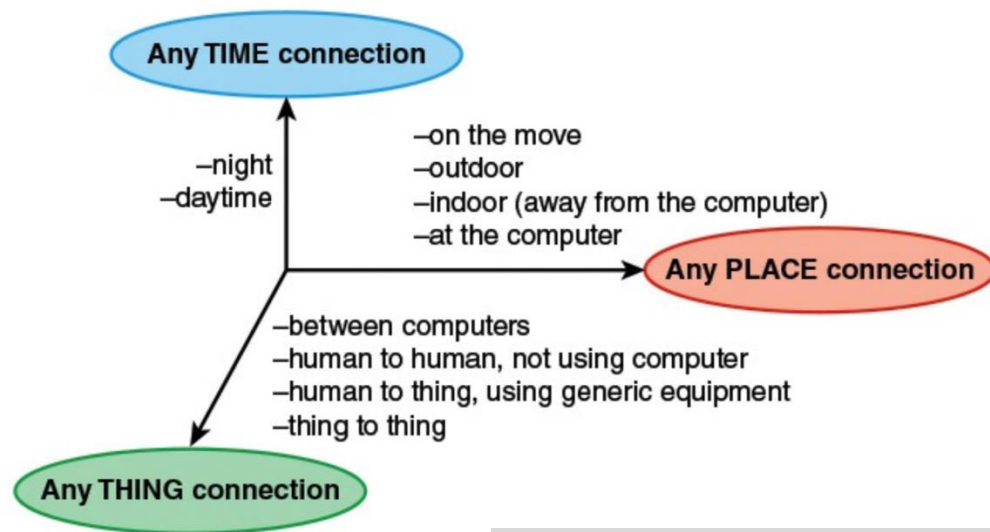 Any TIME connection
–night
–daytime
–on the move
–outdoor
–indoor (away from the computer)
–at the computer
Any PLACE connection
–between computers
–human to human, not using computer
–human to thing, using generic equipment
–thing to thing
Any THING connection